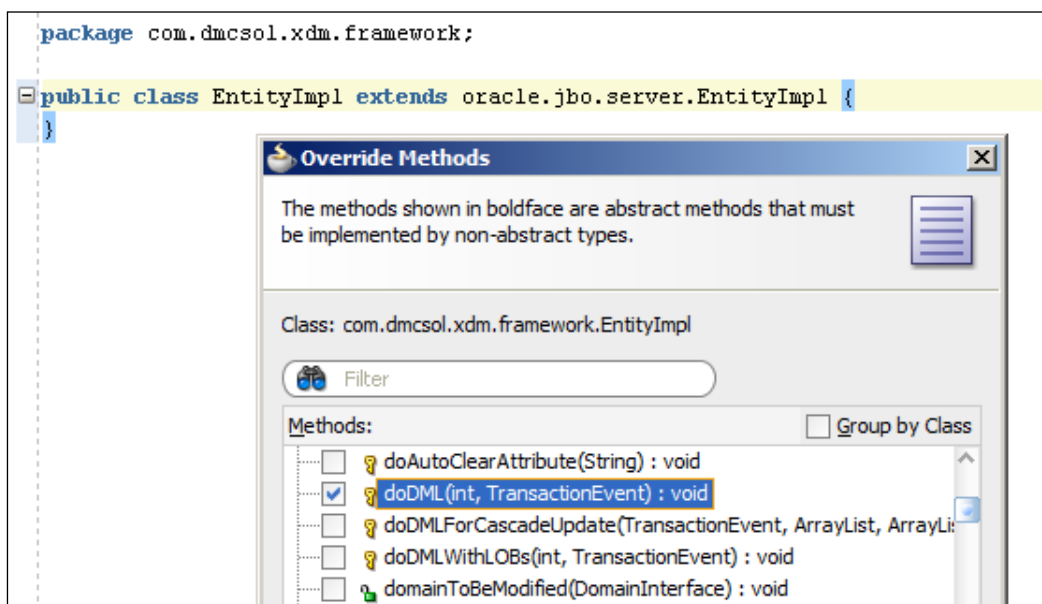 package com.dmcsol.xdm.framework;
public class EntityImpl extends oracle.jbo.server.EntityImpl {
}
Override Methods
The methods shown in boldface are abstract methods that must
be implemented by non-abstract types.
Class: com.dmcsol.xdm.framework.EntityImpl
Filter
Methods:
Group by Class
doAutoClearAttribute(String) : void
doDML(int, TransactionEvent) : void
doDMLForCascadeUpdate(TransactionEvent, ArrayList, ArrayLi
doDMLWithLOBs(int, TransactionEvent) : void
domainToBeModified(DomainInterface) : void